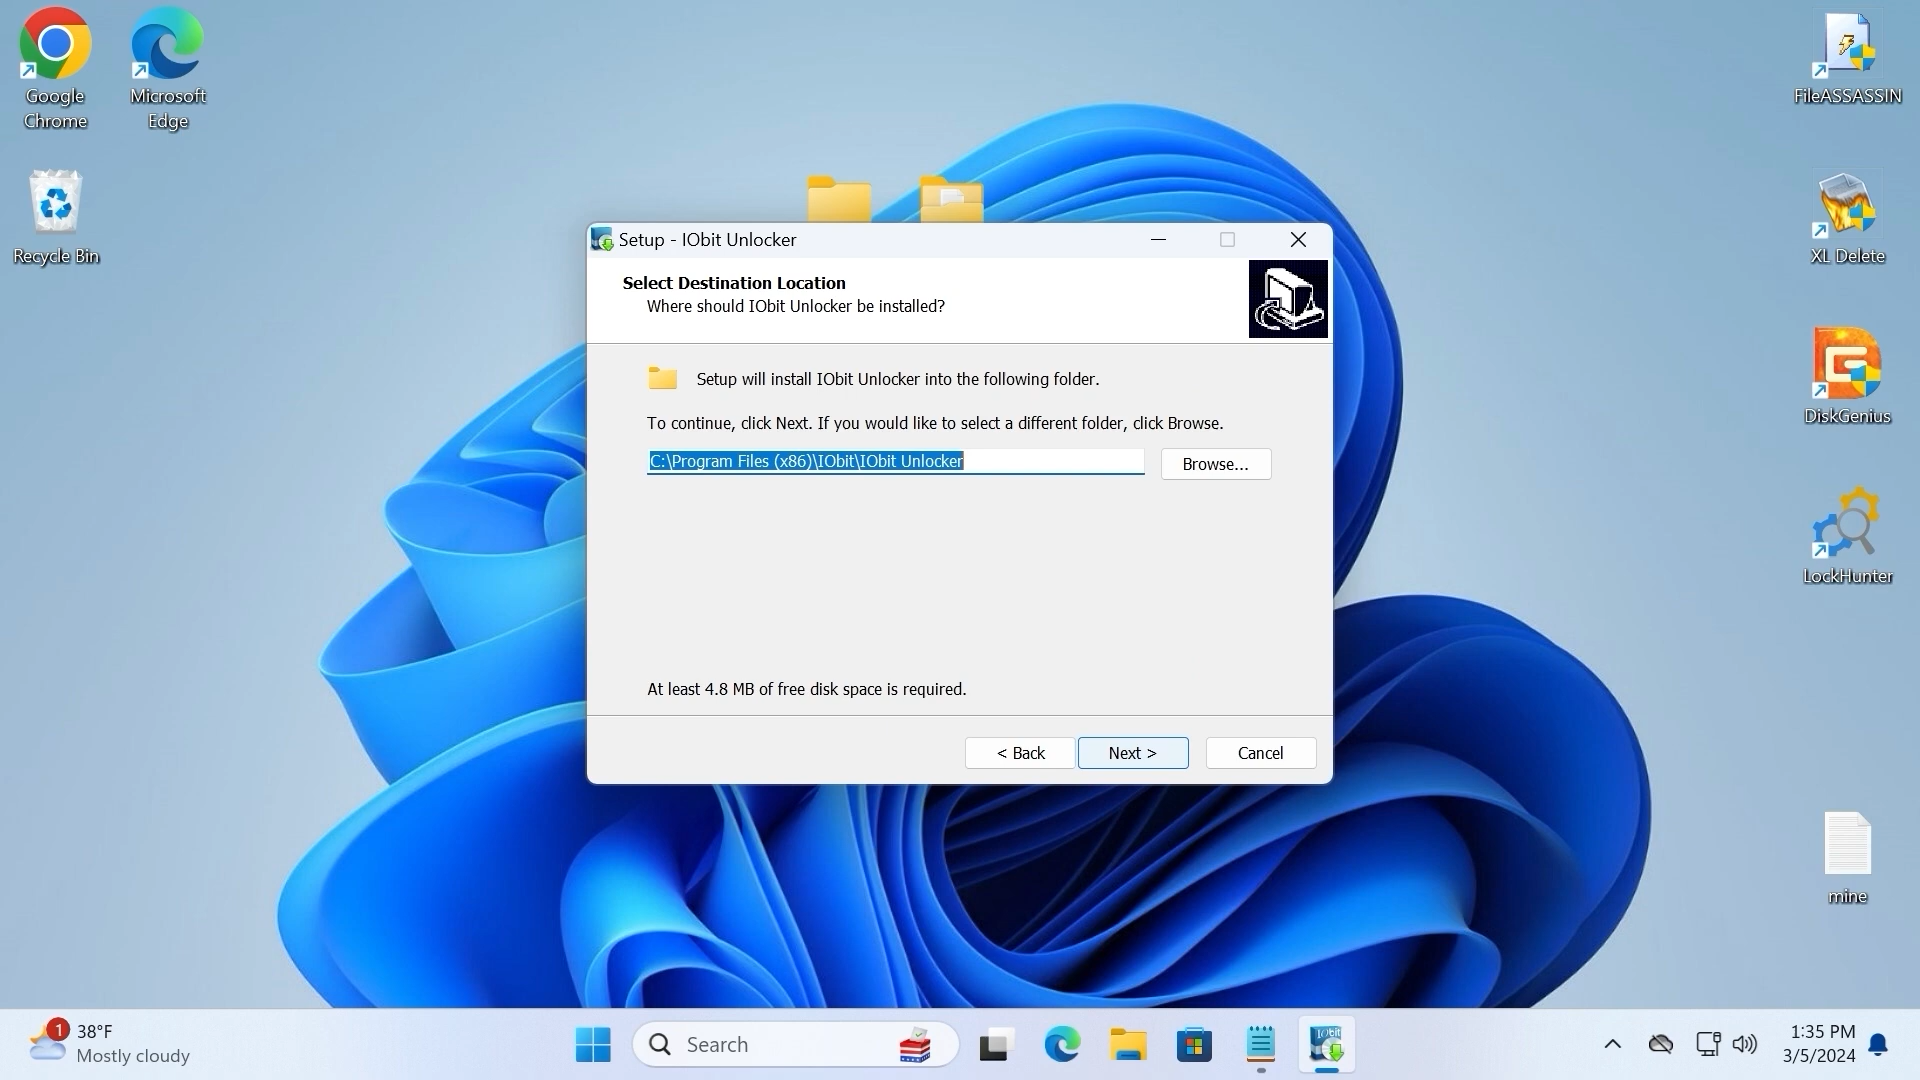 Google
Chrome
Microsoft
Edge
Recycle Bin
FileASSASSIN
XL Delete
DiskGenius
LockHunter
mine
Setup - IObit Unlocker
Select Destination Location
Where should IObit Unlocker be installed?
Setup will install IObit Unlocker into the following folder.
To continue, click Next. If you would like to select a different folder, click Browse.
C:\Program Files (x86)\IObit\IObit Unlocker
Browse...
At least 4.8 MB of free disk space is required.
< Back
Next >
Cancel
1
38°F
Mostly cloudy
Search
IObit
1:35 PM
3/5/2024